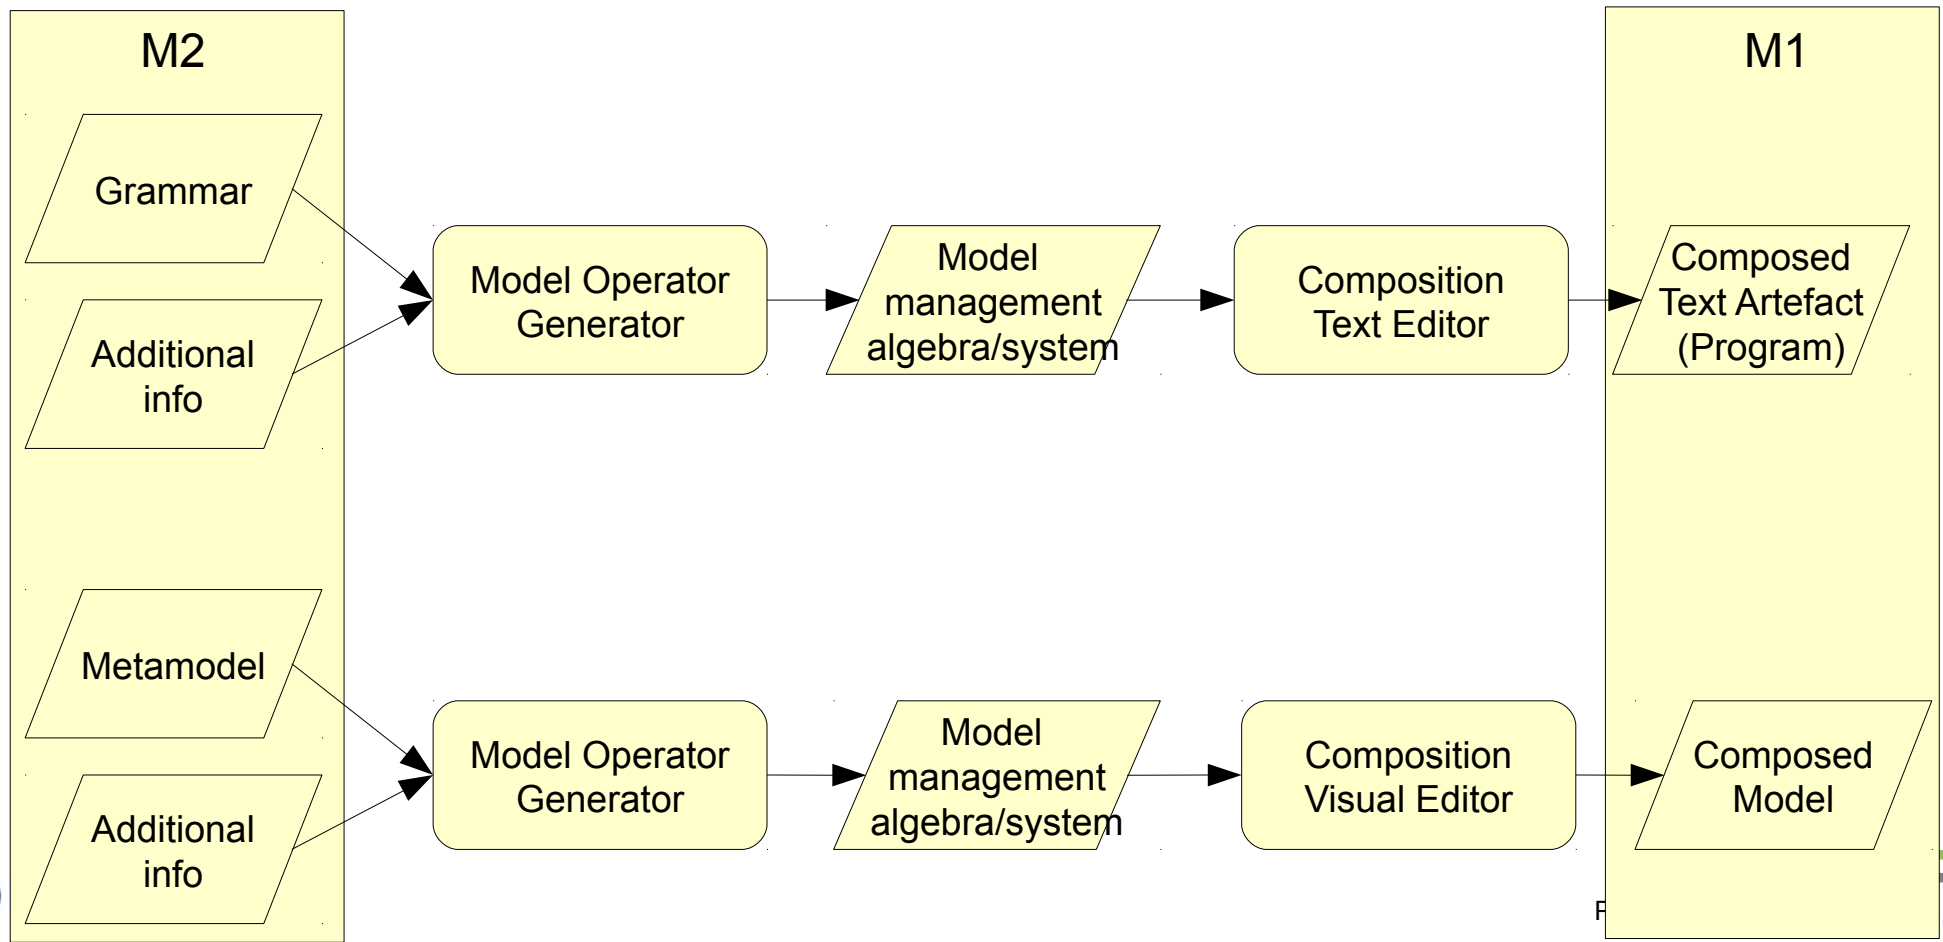 M2
M1
Grammar
Additional
info
Model Operator
Generator
Model
management
algebra/system
Composition
Text Editor
Composed
Text Artefact
(Program)
Metamodel
Additional
info
Model Operator
Generator
Model
management
algebra/system
Composition
Visual Editor
Composed
Model